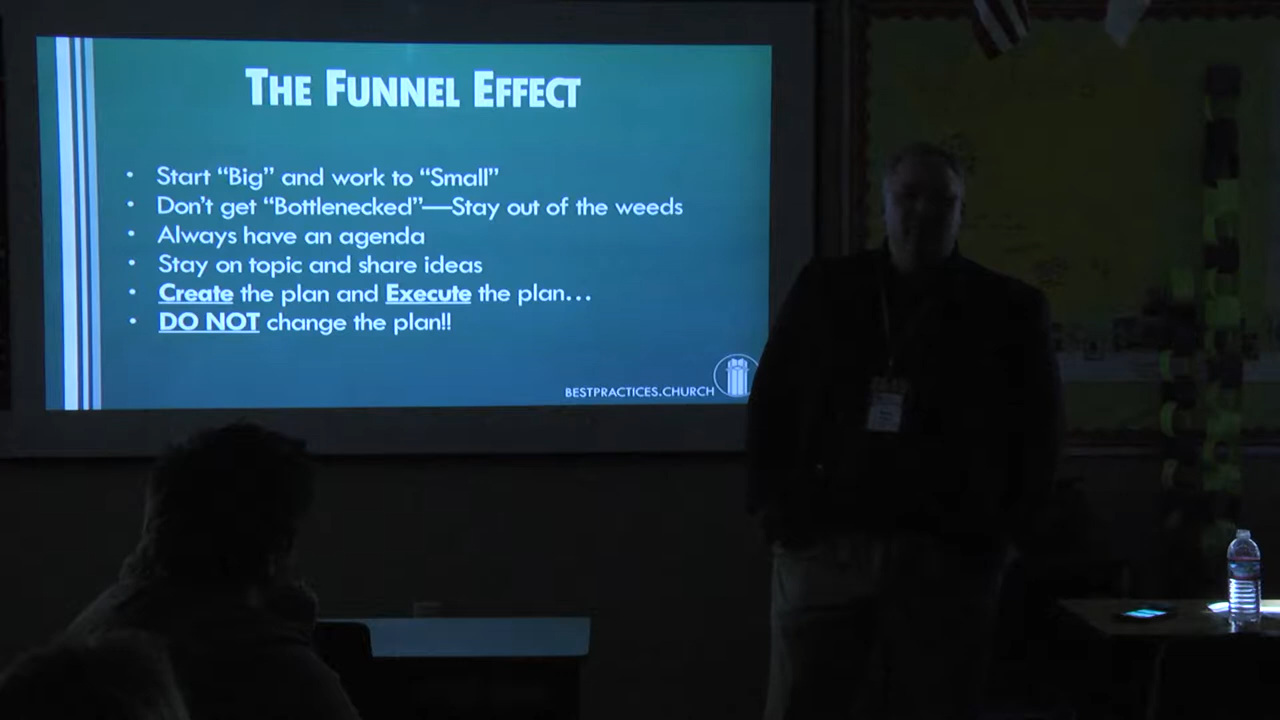 THE FUNNEL EFFECT
• Start “Big” and work to “Small”
• Don’t get “Bottlenecked”—Stay out of the weeds
• Always have an agenda
• Stay on topic and share ideas
• Create the plan and Execute the plan...
• DO NOT change the plan!!
BESTPRACTICES.CHURCH